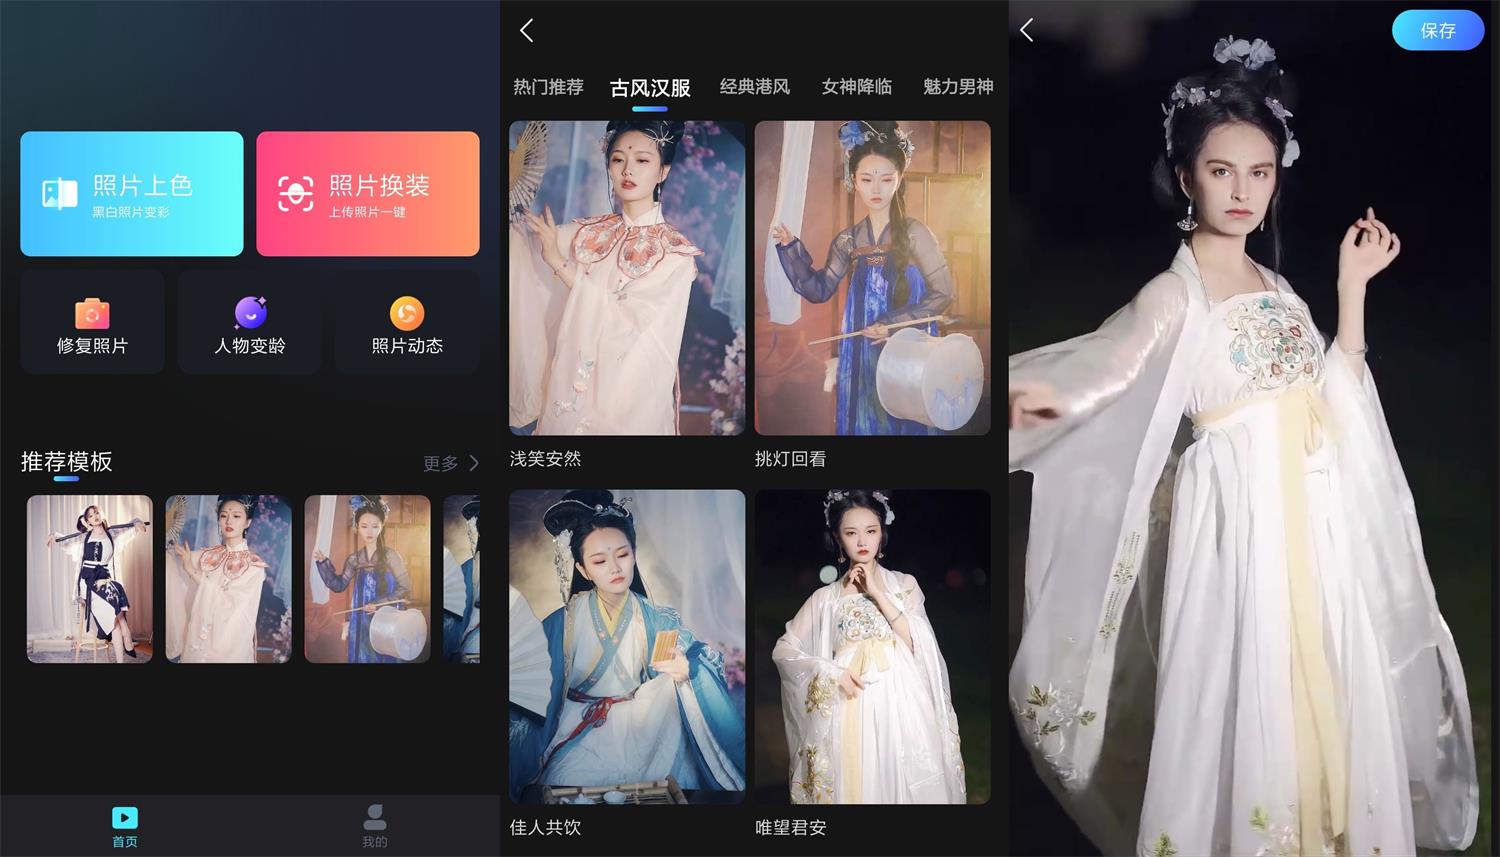 照片上色
黑白照片变彩
照片换装
上传照片一键
修复照片
人物变龄
照片动态
推荐模板
更多
首页
我的
热门推荐
古风汉服
经典港风
女神降临
魅力男神
浅笑安然
挑灯回看
佳人共饮
唯望君安
保存